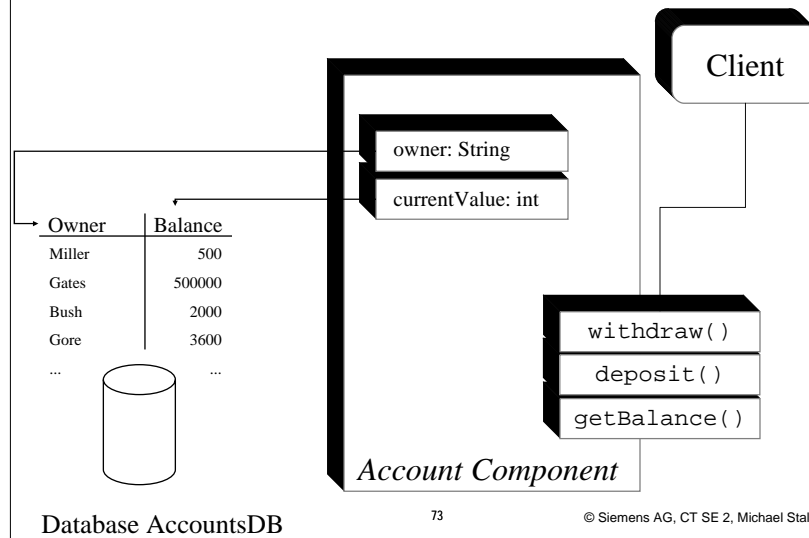 Client
owner: String
currentValue: int
Owner Balance
Miller 500
Gates 500000
Bush 2000
Gore 3600
... ...
withdraw()
deposit()
getBalance()
Account Component
Database AccountsDB
73
© Siemens AG, CT SE 2, Michael Stal